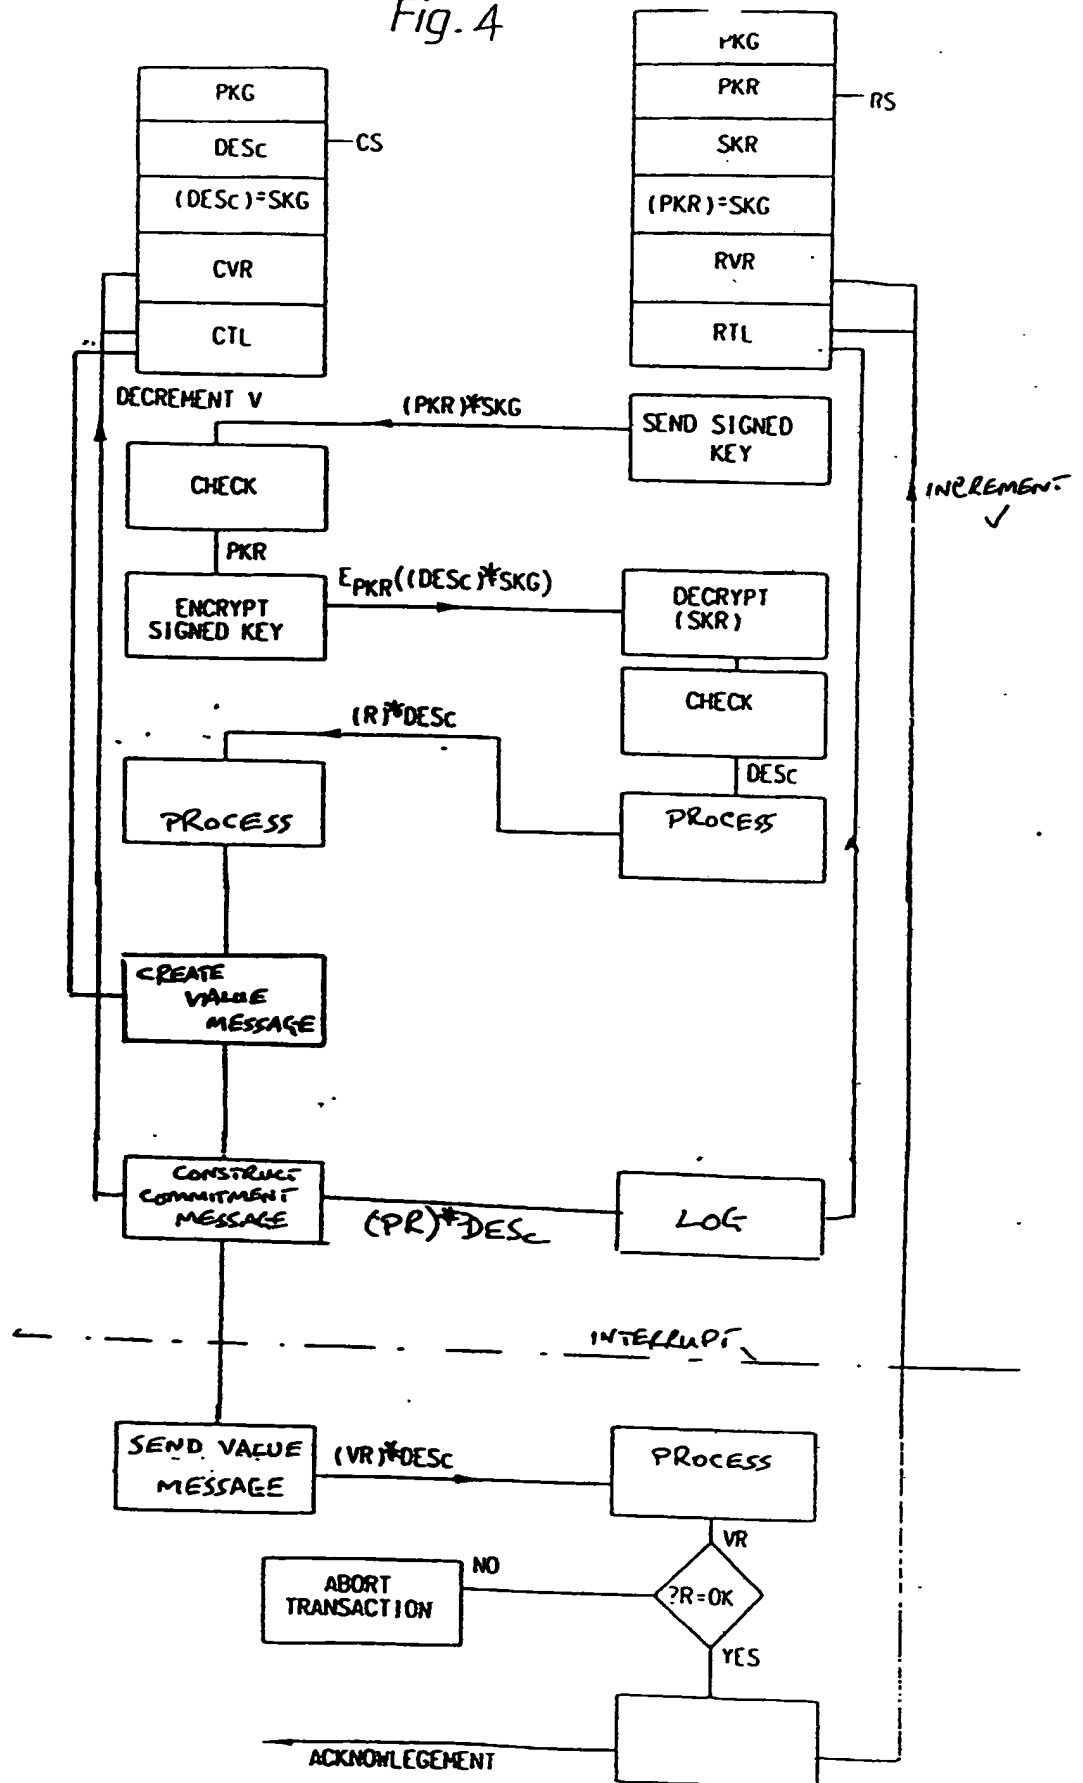 Fig. 4
PKG
DESc
CS
(DESc)=SKG
CVR
CTL
PKG
PKR
RS
SKR
(PKR)=SKG
RVR
RTL
DECREMENT V
(PKR)*SKG
SEND SIGNED
KEY
CHECK
INCREMENT
PKR
EPKR((DESc)*SKG)
ENCRYPT
SIGNED KEY
DECRYPT
(SKR)
CHECK
(R)*DESc
DESc
PROCESS
PROCESS
CREATE
VALUE
MESSAGE
CONSTRUCT
COMMITMENT
MESSAGE
(PR)*DESc
LOG
INTERRUPT
SEND VALUE
MESSAGE
(VR)*DESc
PROCESS
VR
NO
ABORT
TRANSACTION
?R=OK
YES
ACKNOWLEGEMENT